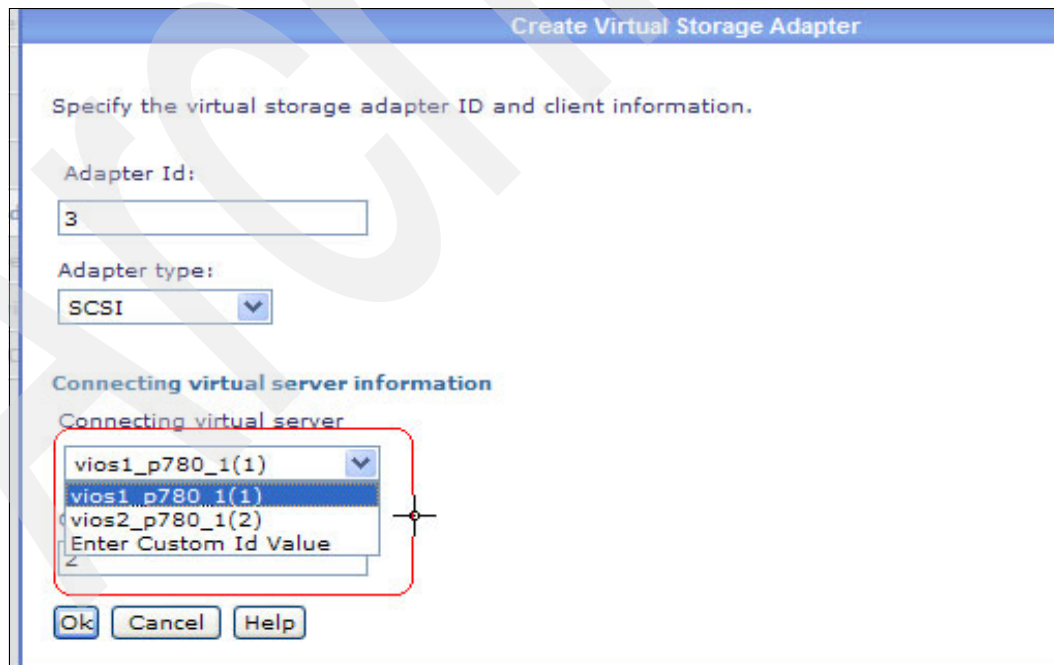 Create Virtual Storage Adapter
Specify the virtual storage adapter ID and client information.
Adapter Id:
3
Adapter type:
SCSI
Connecting virtual server information
Connecting virtual server
vios1_p780_1(1)
vios1_p780_1(1)
vios2_p780_1(2)
Enter Custom Id Value
2
Ok Cancel Help